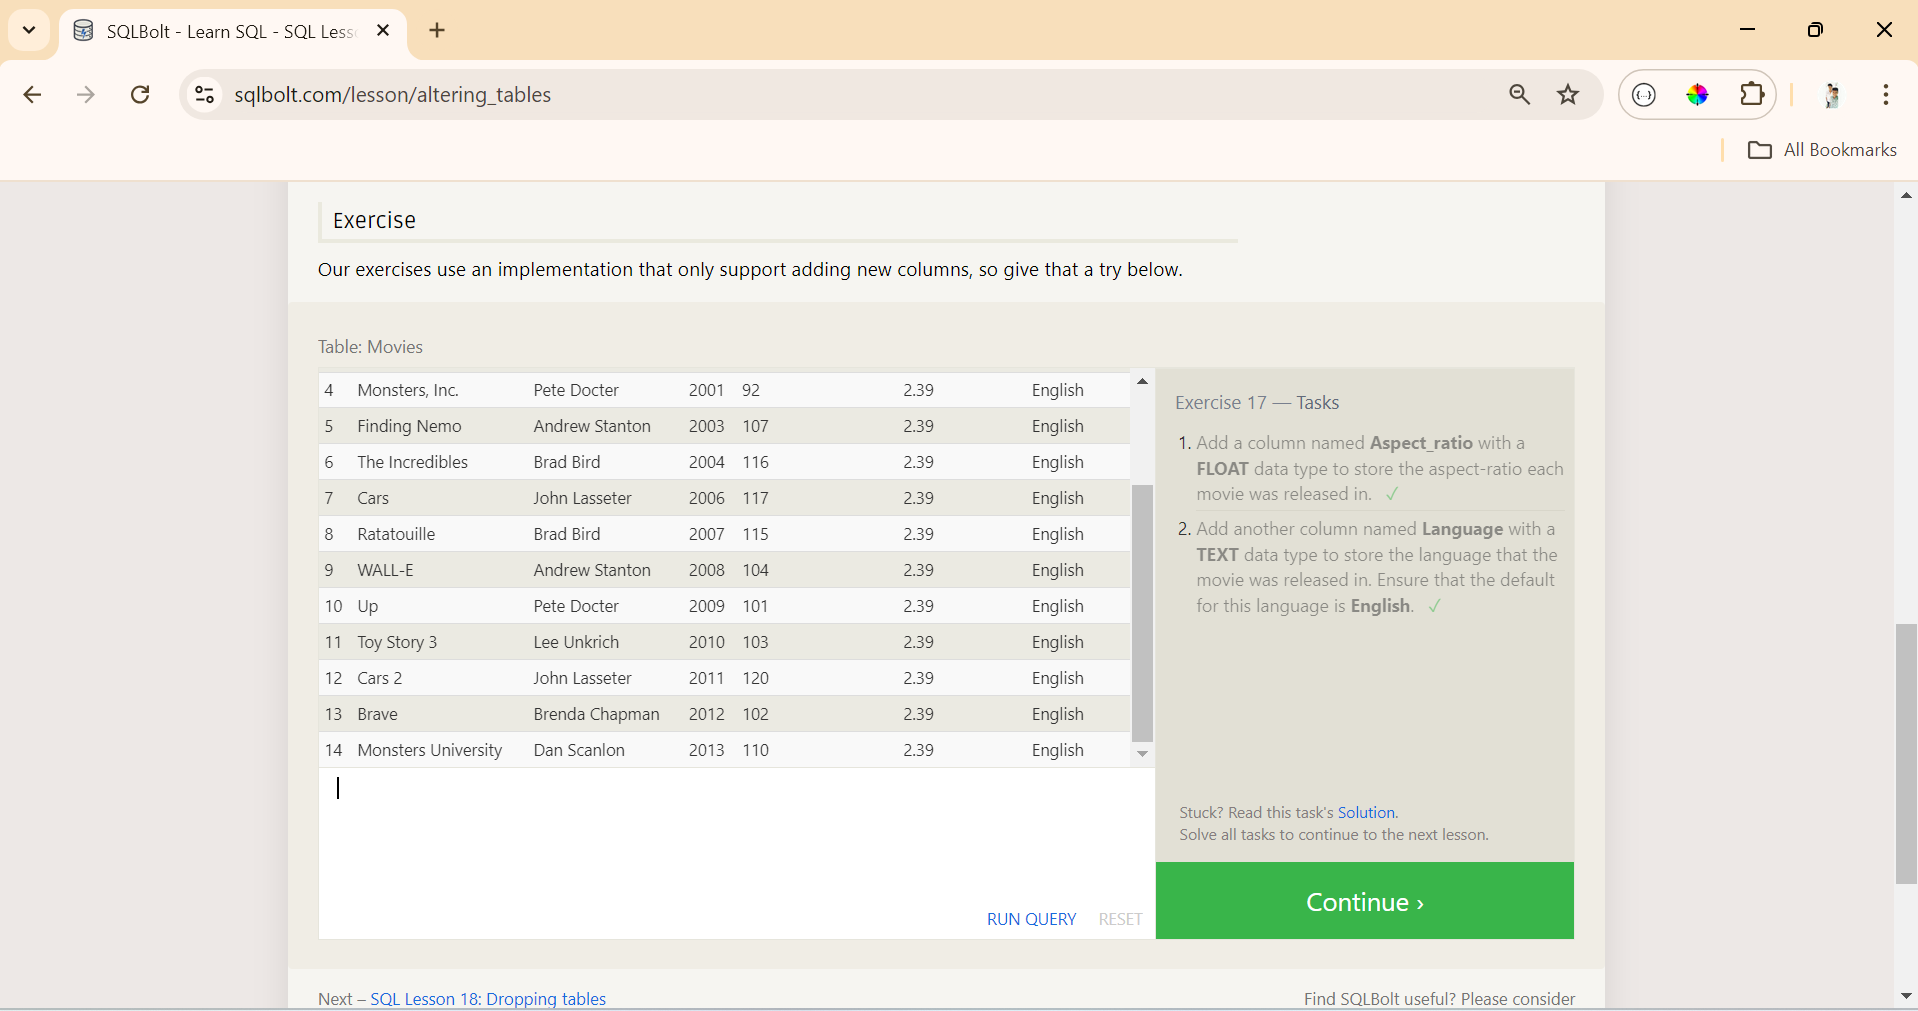 SQLBolt - Learn SQL - SQL Less
sqlbolt.com/lesson/altering_tables
All Bookmarks
Exercise
Our exercises use an implementation that only support adding new columns, so give that a try below.
Table: Movies
4 Monsters, Inc. Pete Docter 2001 92 2.39 English
5 Finding Nemo Andrew Stanton 2003 107 2.39 English
6 The Incredibles Brad Bird 2004 116 2.39 English
7 Cars John Lasseter 2006 117 2.39 English
8 Ratatouille Brad Bird 2007 115 2.39 English
9 WALL-E Andrew Stanton 2008 104 2.39 English
10 Up Pete Docter 2009 101 2.39 English
11 Toy Story 3 Lee Unkrich 2010 103 2.39 English
12 Cars 2 John Lasseter 2011 120 2.39 English
13 Brave Brenda Chapman 2012 102 2.39 English
14 Monsters University Dan Scanlon 2013 110 2.39 English
RUN QUERY RESET
Exercise 17 — Tasks
1. Add a column named Aspect_ratio with a
FLOAT data type to store the aspect-ratio each
movie was released in. ✓
2. Add another column named Language with a
TEXT data type to store the language that the
movie was released in. Ensure that the default
for this language is English. ✓
Stuck? Read this task's Solution.
Solve all tasks to continue to the next lesson.
Continue ›
Next – SQL Lesson 18: Dropping tables
Find SQLBolt useful? Please consider